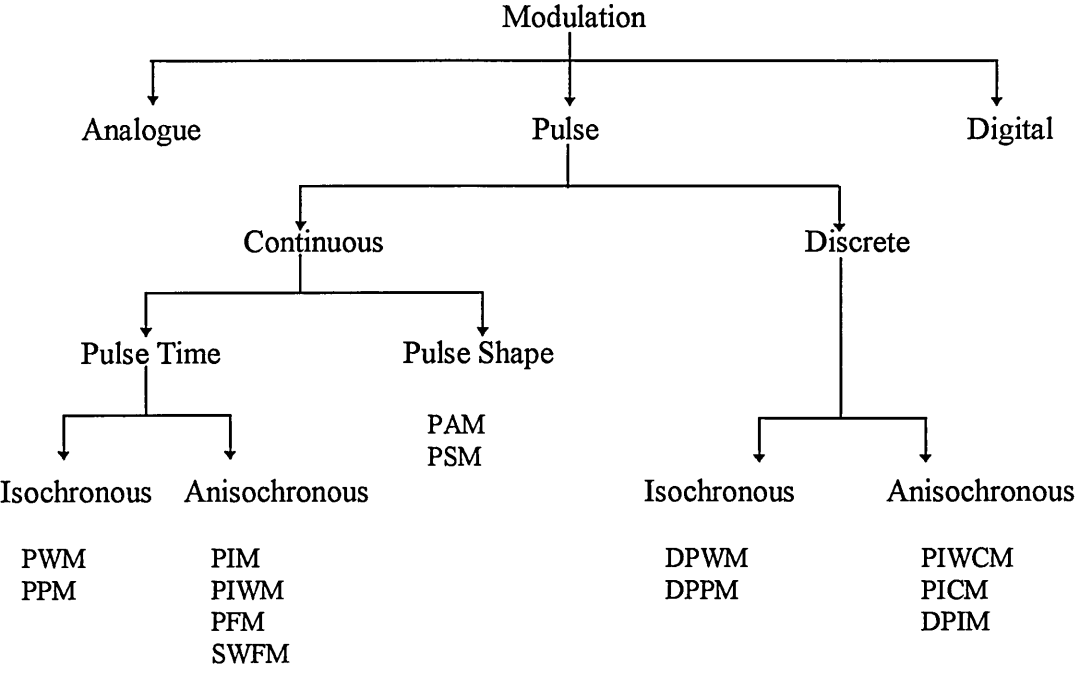 Modulation
Analogue Pulse Digital
Continuous Discrete
Pulse Time Pulse Shape
PAM
PSM
Isochronous Anisochronous Isochronous Anisochronous
PWM PIM DPWM PIWCM
PPM PIWM DPPM PICM
PFM DPIM
SWFM